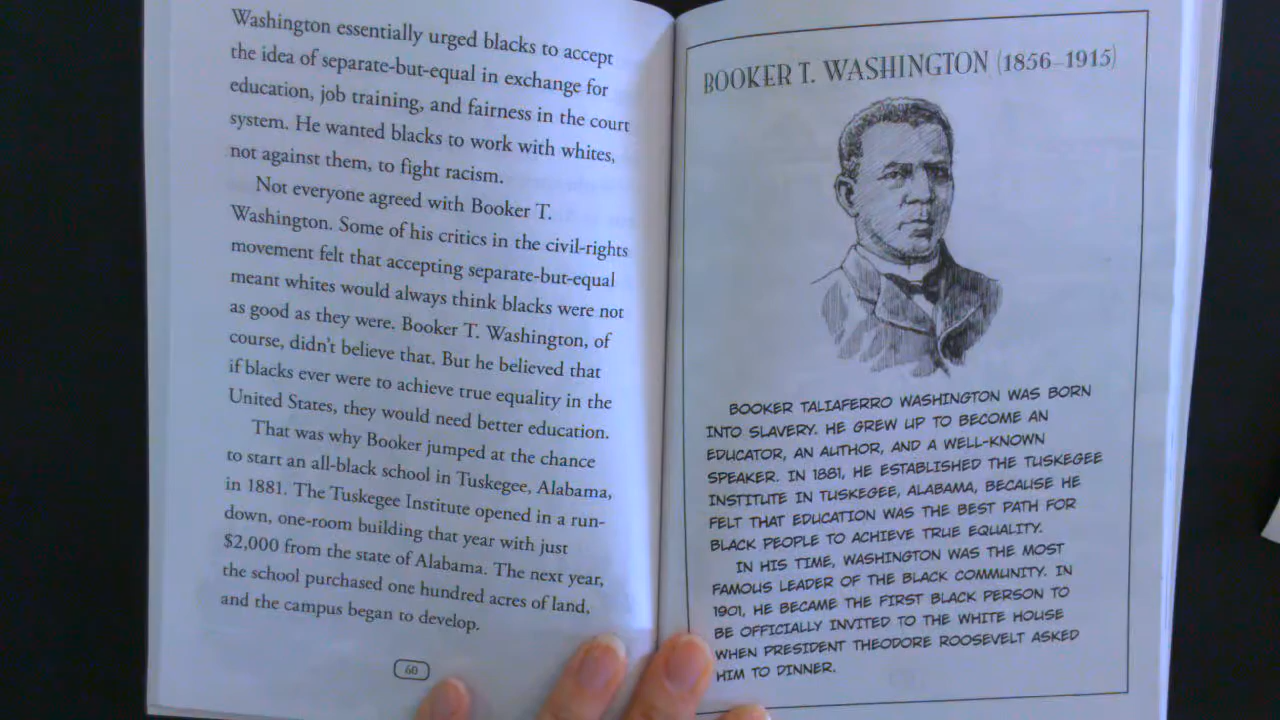 Washington essentially urged blacks to accept
the idea of separate-but-equal in exchange for
education, job training, and fairness in the court
system. He wanted blacks to work with whites,
not against them, to fight racism.
Not everyone agreed with Booker T.
Washington. Some of his critics in the civil-rights
movement felt that accepting separate-but-equal
meant whites would always think blacks were not
as good as they were. Booker T. Washington, of
course, didn't believe that. But he believed that
if blacks ever were to achieve true equality in the
United States, they would need better education.
That was why Booker jumped at the chance
to start an all-black school in Tuskegee, Alabama,
in 1881. The Tuskegee Institute opened in a run-
down, one-room building that year with just
$2,000 from the state of Alabama. The next year,
the school purchased one hundred acres of land,
and the campus began to develop.
60
BOOKER T. WASHINGTON (1856–1915)
BOOKER TALIAFERRO WASHINGTON WAS BORN
INTO SLAVERY. HE GREW UP TO BECOME AN
EDUCATOR, AN AUTHOR, AND A WELL-KNOWN
SPEAKER. IN 1881, HE ESTABLISHED THE TUSKEGEE
INSTITUTE IN TUSKEGEE, ALABAMA, BECAUSE HE
FELT THAT EDUCATION WAS THE BEST PATH FOR
BLACK PEOPLE TO ACHIEVE TRUE EQUALITY.
IN HIS TIME, WASHINGTON WAS THE MOST
FAMOUS LEADER OF THE BLACK COMMUNITY. IN
1901, HE BECAME THE FIRST BLACK PERSON TO
BE OFFICIALLY INVITED TO THE WHITE HOUSE
WHEN PRESIDENT THEODORE ROOSEVELT ASKED
HIM TO DINNER.